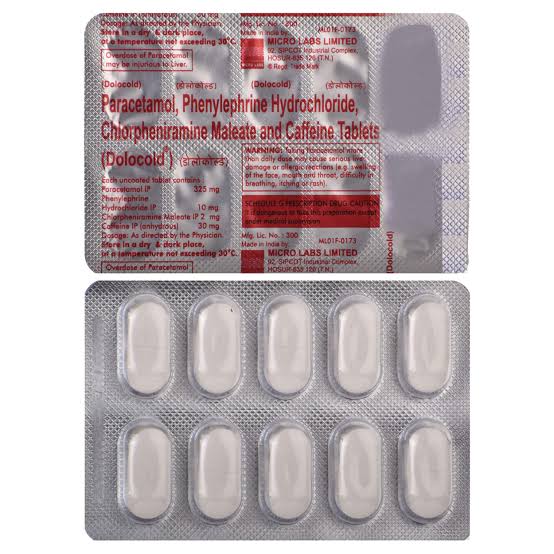 Dosage: As directed by the Physician.
Store in a dry & dark place,
at a temperature not exceeding 30°C.
Overdose of Paracetamol
may be injurious to Liver.
Mfg. Lic. No.: 300 ML01F-0173
Made in India by:
MICRO LABS LIMITED
92, SIPCOT Industrial Complex,
HOSUR-635 126 (T.N.)
® Regd. Trade Mark
(Dolocold) (डोलोकोल्ड) (Dolocold) (डोलोकोल्ड)
Paracetamol, Phenylephrine Hydrochloride,
Chlorpheniramine Maleate and Caffeine Tablets
(Dolocold®) (डोलोकोल्ड)
Each uncoated tablet contains
Paracetamol IP 325 mg
Phenylephrine
Hydrochloride IP 10 mg
Chlorpheniramine Maleate IP 2 mg
Caffeine IP (anhydrous) 30 mg
Dosage: As directed by the Physician.
Store in a dry & dark place,
at a temperature not exceeding 30°C.
Overdose of Paracetamol
WARNING: Taking Paracetamol more
than daily dose may cause serious liver
damage or allergic reactions (e.g. swelling
of the face, mouth and throat, difficulty in
breathing, itching or rash).
SCHEDULE G PRESCRIPTION DRUG-CAUTION
It is dangerous to take this preparation except
under medical supervision
Mfg. Lic. No.: 300 ML01F-0173
Made in India by:
MICRO LABS LIMITED
92, SIPCOT Industrial Complex,
HOSUR-635 126 (T.N.)
(Dolocold)